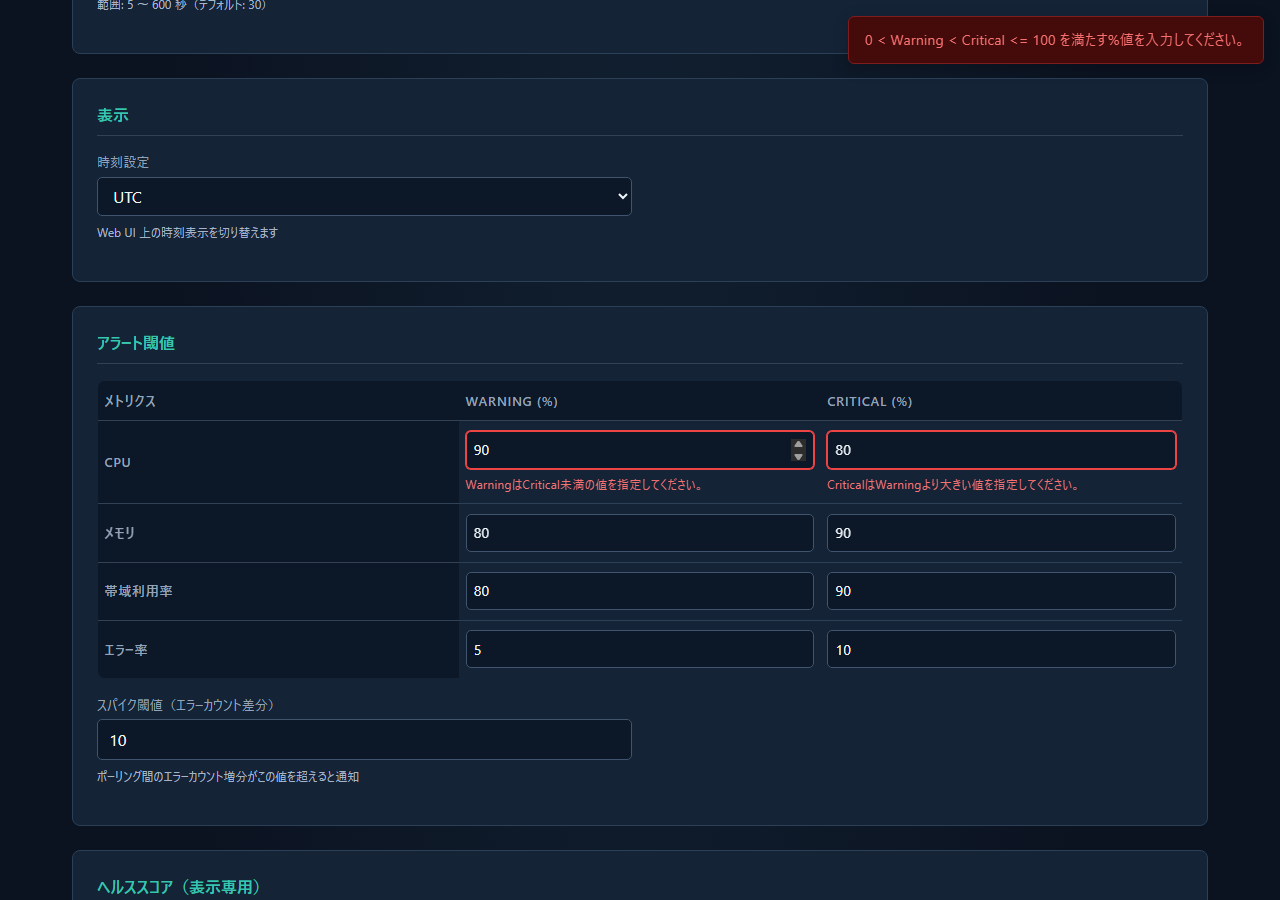 範囲: 5 ～ 600 秒（デフォルト: 30）
0 < Warning < Critical <= 100 を満たす%値を入力してください。
表示
時刻設定
UTC
Web UI 上の時刻表示を切り替えます
アラート閾値
メトリクス WARNING (%) CRITICAL (%)
CPU 90 80
WarningはCritical未満の値を指定してください。 CriticalはWarningより大きい値を指定してください。
メモリ 80 90
帯域利用率 80 90
エラー率 5 10
スパイク閾値（エラーカウント差分）
10
ポーリング間のエラーカウント増分がこの値を超えると通知
ヘルススコア（表示専用）